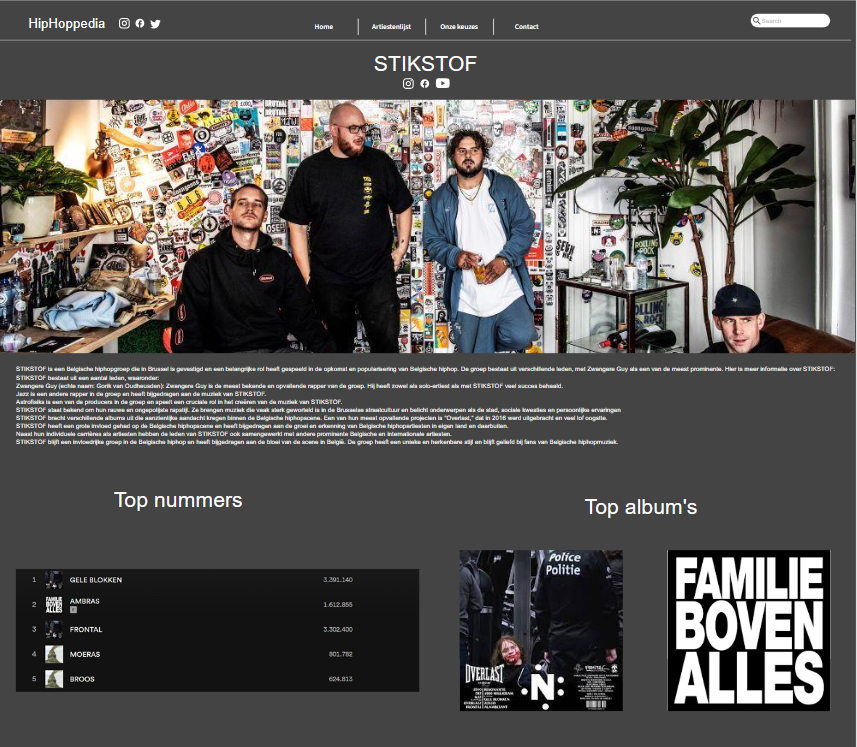 HipHoppedia
Home
Artiestenlijst
Onze keuzes
Contact
Search
STIKSTOF
STIKSTOF is een Belgische hiphopgroep die in Brussel is gevestigd en een belangrijke rol heeft gespeeld in de opkomst en popularisering van Belgische hiphop. De groep bestaat uit verschillende leden, met Zwangere Guy als een van de meest prominente. Hier is meer informatie over STIKSTOF:
STIKSTOF bestaat uit een aantal leden, waaronder:
Zwangere Guy (echte naam: Gorik van Oudheusden): Zwangere Guy is de meest bekende en opvallende rapper van de groep. Hij heeft zowel als solo-artiest als met STIKSTOF veel succes behaald.
Jazz is een andere rapper in de groep en heeft bijgedragen aan de muziek van STIKSTOF.
Astrofisiks is een van de producers in de groep en speelt een cruciale rol in het creëren van de muziek van STIKSTOF.
STIKSTOF staat bekend om hun rauwe en ongepolijste rapstijl. Ze brengen muziek die vaak sterk geworteld is in de Brusselse straatcultuur en belicht onderwerpen als de stad, sociale kwesties en persoonlijke ervaringen
STIKSTOF bracht verschillende albums uit die aanzienlijke aandacht kregen binnen de Belgische hiphopscene. Een van hun meest opvallende projecten is "Overlast," dat in 2018 werd uitgebracht en veel lof oogstte.
STIKSTOF heeft een grote invloed gehad op de Belgische hiphopscene en heeft bijgedragen aan de groei en erkenning van Belgische hiphopartiesten in eigen land en daarbuiten.
Naast hun individuele carrières als artiesten hebben de leden van STIKSTOF ook samengewerkt met andere prominente Belgische en internationale artiesten.
STIKSTOF blijft een invloedrijke groep in de Belgische hiphop en heeft bijgedragen aan de bloei van de scene in België. De groep heeft een unieke en herkenbare stijl en blijft geliefd bij fans van Belgische hiphopmuziek.
Top nummers
Top album's
1 GELE BLOKKEN 3.391.140
2 AMBRAS 1.612.855
E
3 FRONTAL 3.302.400
4 MOERAS 801.782
5 BROOS 624.813
Police
Politie
OVERLAST
N
FAMILIE
BOVEN
ALLES